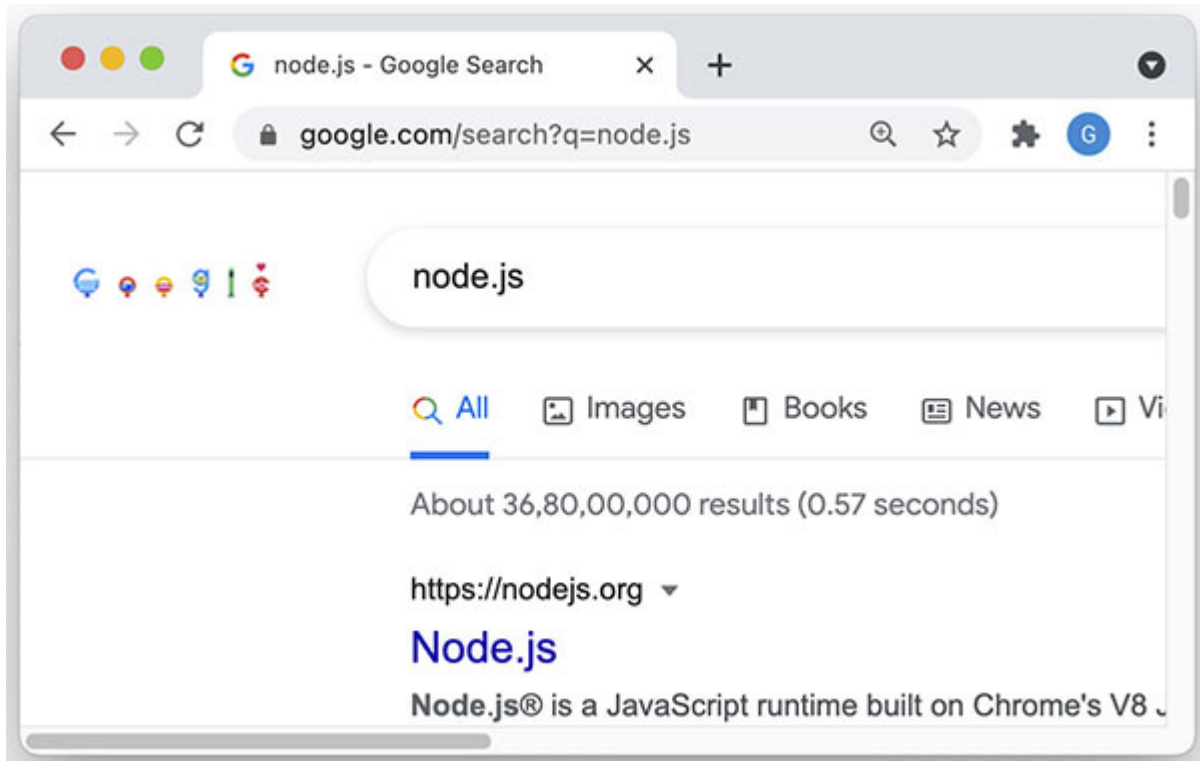 node.js - Google Search
google.com/search?q=node.js
G
Google
node.js
All Images Books News Vi
About 36,80,00,000 results (0.57 seconds)
https://nodejs.org
Node.js
Node.js® is a JavaScript runtime built on Chrome's V8